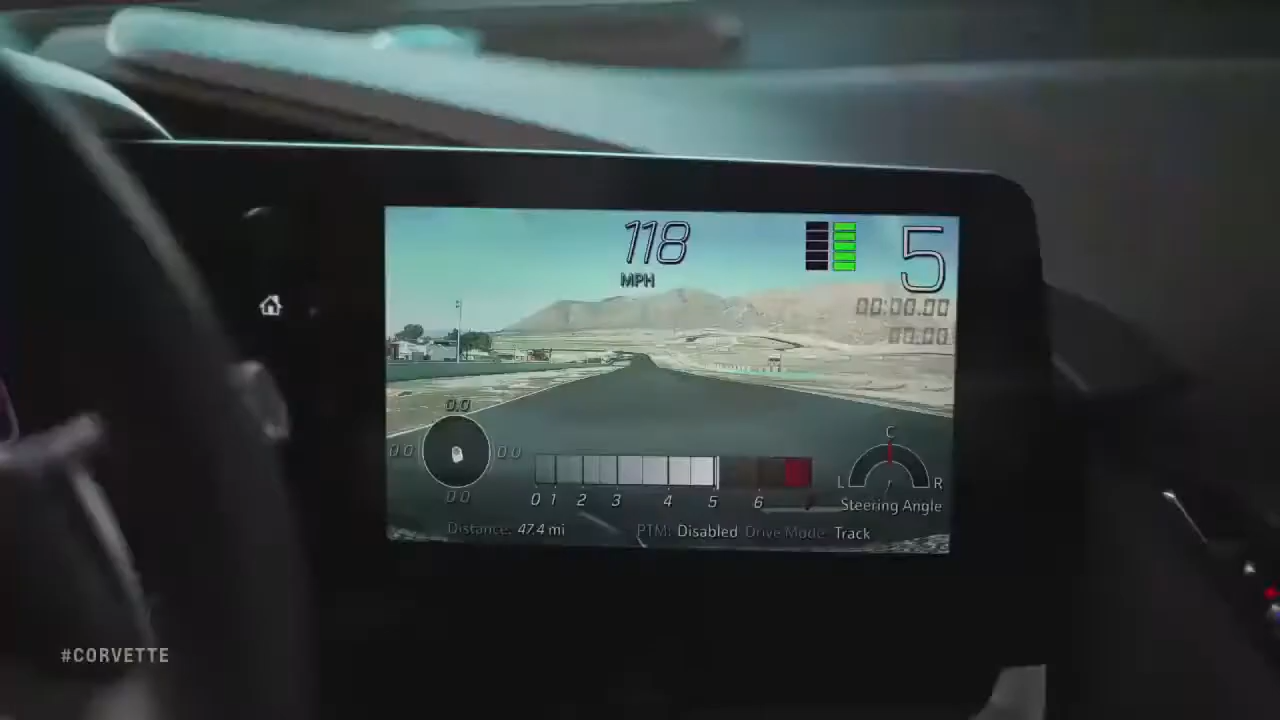 118
MPH
5
00:00.00
00.00
0.0
0.0 0.0
0.0
0 1 2 3 4 5 6 7
C
L R
Steering Angle
Distance: 47.4 mi PTM: Disabled Drive Mode: Track
#CORVETTE